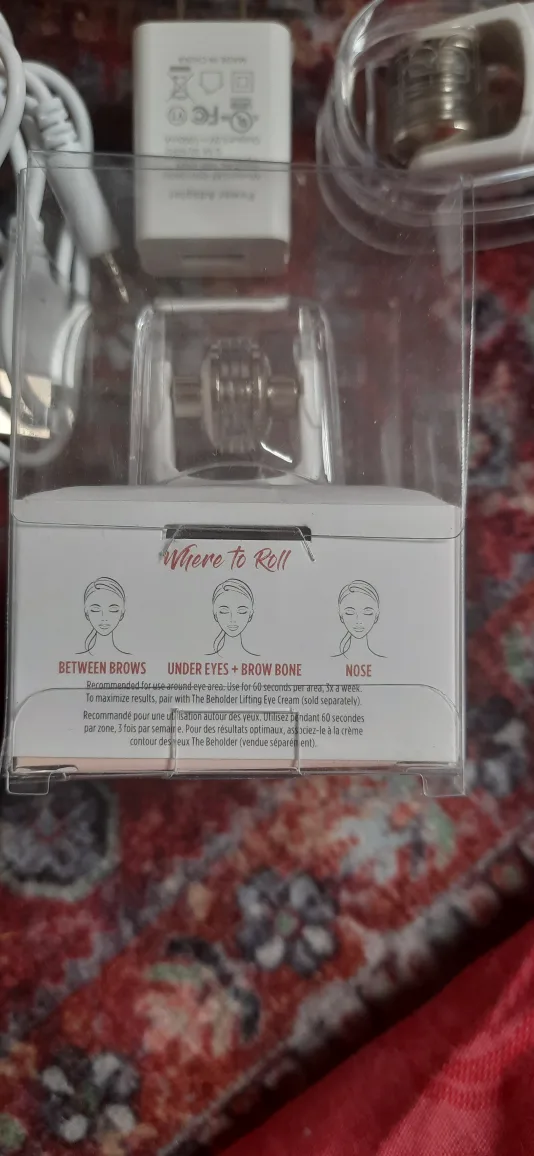 MADE IN CHINA
FC
Power Adapter
Where to Roll
BETWEEN BROWS
UNDER EYES + BROW BONE
NOSE
Recommended for use around eye area. Use for 60 seconds per area, 3x a week.
To maximize results, pair with The Beholder Lifting Eye Cream (sold separately).
Recommandé pour une utilisation autour des yeux. Utilisez pendant 60 secondes
par zone, 3 fois par semaine. Pour des résultats optimaux, associez-le à la crème
contour des yeux The Beholder (vendue séparément).